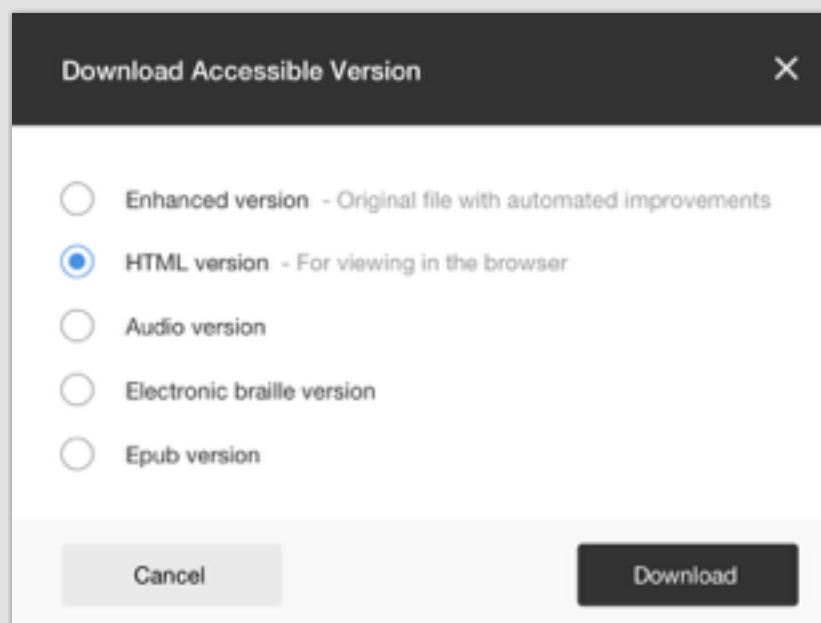 Download Accessible Version
Enhanced version - Original file with automated improvements
HTML version - For viewing in the browser
Audio version
Electronic braille version
Epub version
Cancel
Download